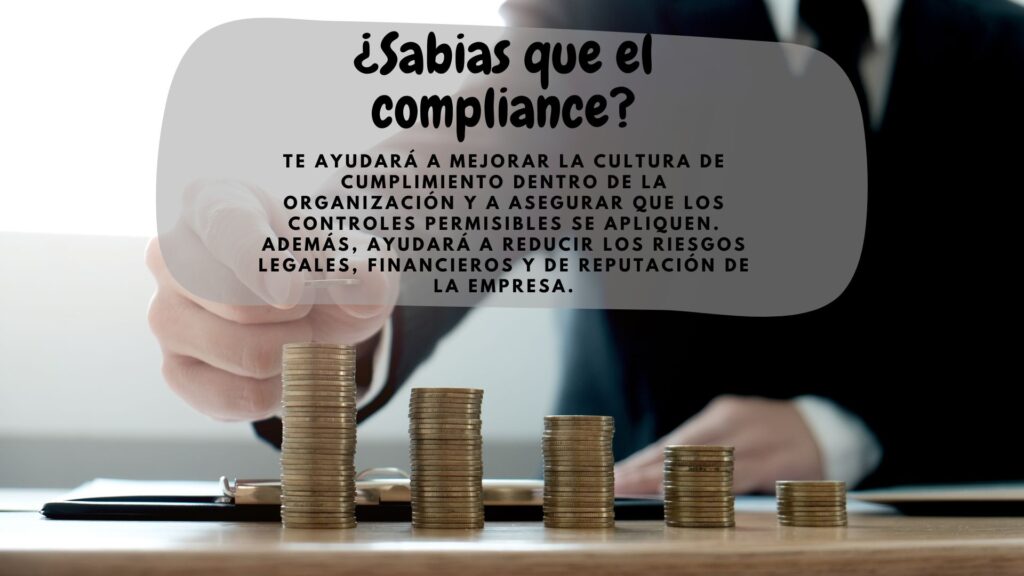 ¿Sabias que el
compliance?
TE AYUDARÁ A MEJORAR LA CULTURA DE
CUMPLIMIENTO DENTRO DE LA
ORGANIZACIÓN Y A ASEGURAR QUE LOS
CONTROLES PERMISIBLES SE APLIQUEN.
ADEMÁS, AYUDARÁ A REDUCIR LOS RIESGOS
LEGALES, FINANCIEROS Y DE REPUTACIÓN DE
LA EMPRESA.